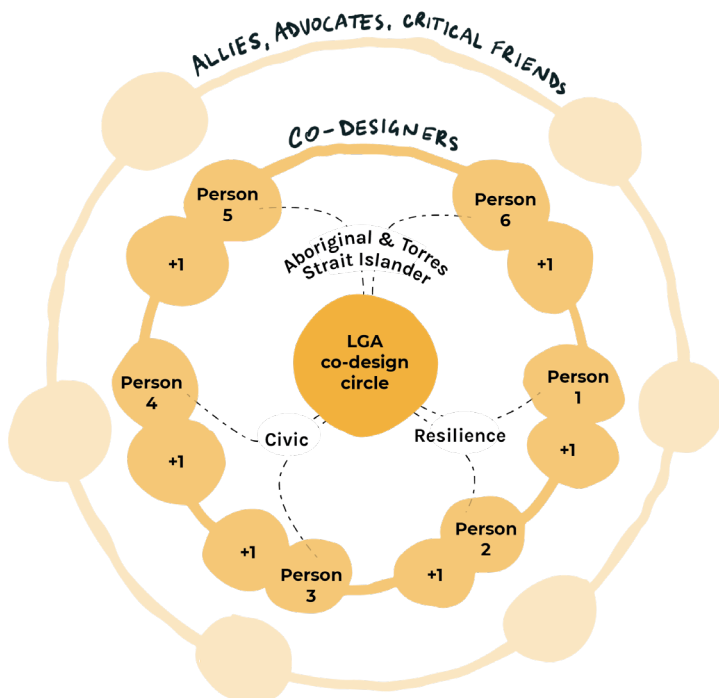 ALLIES, ADVOCATES, CRITICAL FRIENDS
CO-DESIGNERS
Person
5
Person
6
+1
+1
Aboriginal & Torres
Strait Islander
LGA
co-design
circle
Person
4
Person
1
Civic
Resilience
+1
+1
Person
2
+1
Person
3
+1